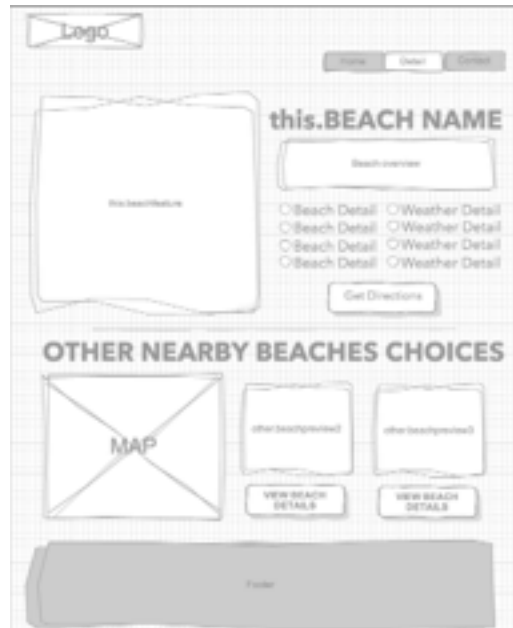 Logo
Home Detail Contact
this.BEACH NAME
Beach overview
this.beachfeature
Beach Detail Weather Detail
Beach Detail Weather Detail
Beach Detail Weather Detail
Beach Detail Weather Detail
Get Directions
OTHER NEARBY BEACHES CHOICES
MAP
other.beachpreview2
other.beachpreview3
VIEW BEACH
DETAILS
VIEW BEACH
DETAILS
Footer